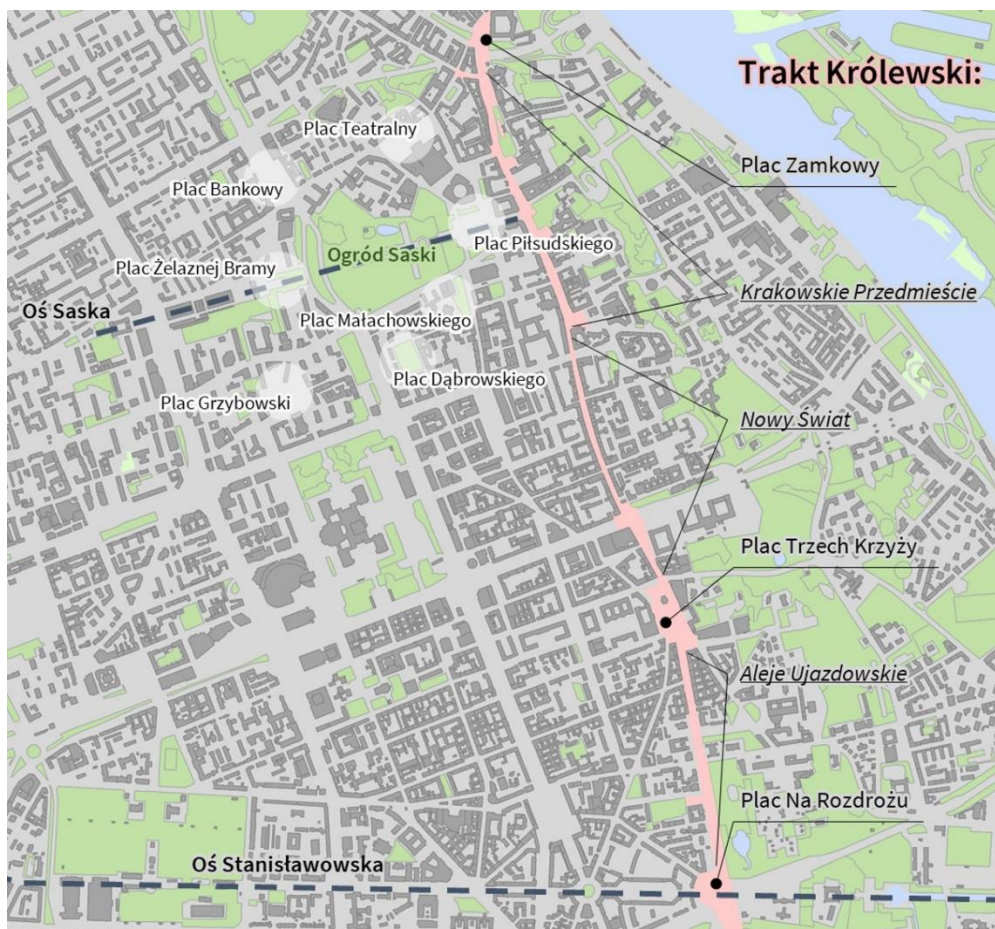 Trakt Królewski:
Plac Teatralny
Plac Zamkowy
Plac Bankowy
Plac Piłsudskiego
Ogród Saski
Plac Żelaznej Bramy
Krakowskie Przedmieście
Oś Saska
Plac Małachowskiego
Plac Dąbrowskiego
Plac Grzybowski
Nowy Świat
Plac Trzech Krzyży
Aleje Ujazdowskie
Plac Na Rozdrożu
Oś Stanisławowska